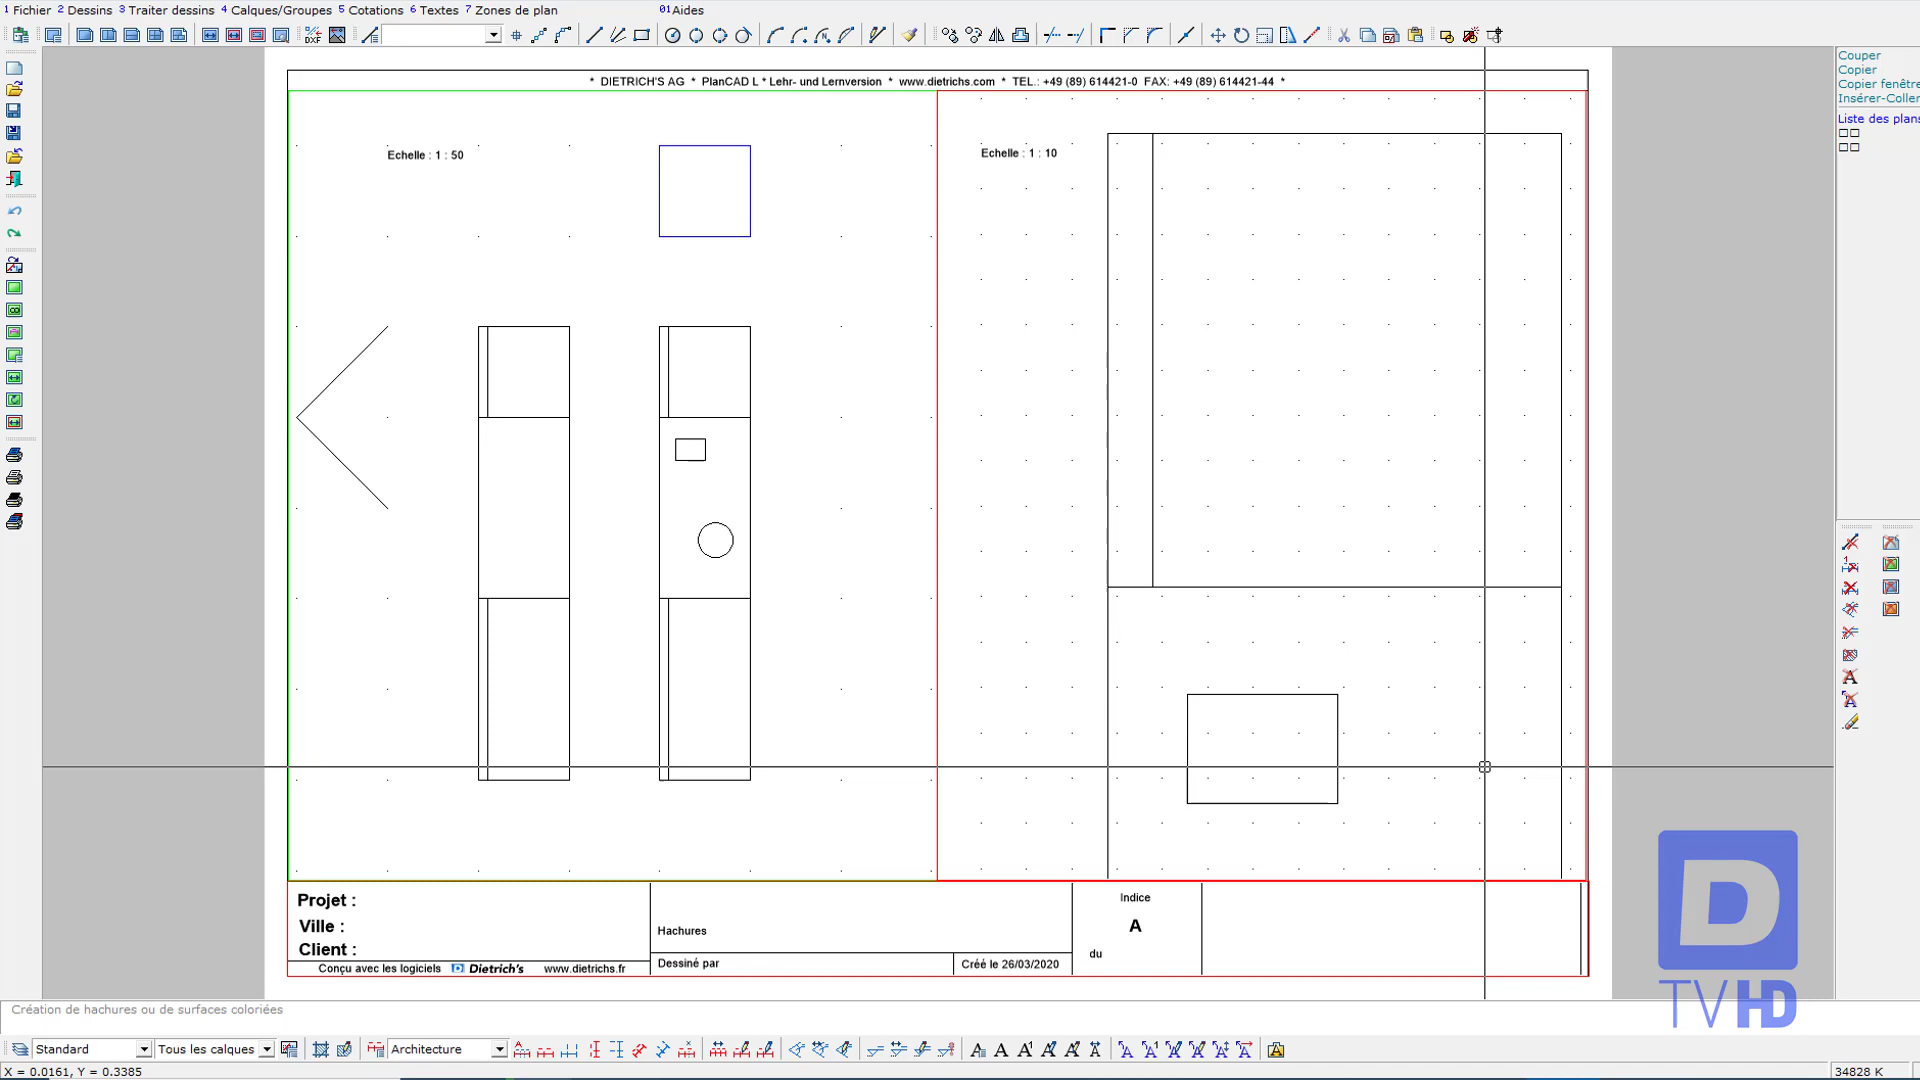 1 Fichier 2 Dessins 3 Traiter dessins 4 Calques/Groupes 5 Cotations 6 Textes 7 Zones de plan 01 Aides
DXF
Couper
Copier
Copier fenêtre
Insérer-Coller
Liste des plans
* DIETRICH'S AG * PlanCAD L * Lehr- und Lernversion * www.dietrichs.com * TEL.: +49 (89) 614421-0 FAX: +49 (89) 614421-44 *
Echelle : 1 : 50
Echelle : 1 : 10
Projet :
Ville :
Client :
Conçu avec les logiciels D Dietrich's www.dietrichs.fr
Hachures
Dessiné par
Créé le 26/03/2020
Indice
A
du
D
TVHD
Création de hachures ou de surfaces coloriées
Standard Tous les calques Architecture
X = 0.0161, Y = 0.3385
34828 K